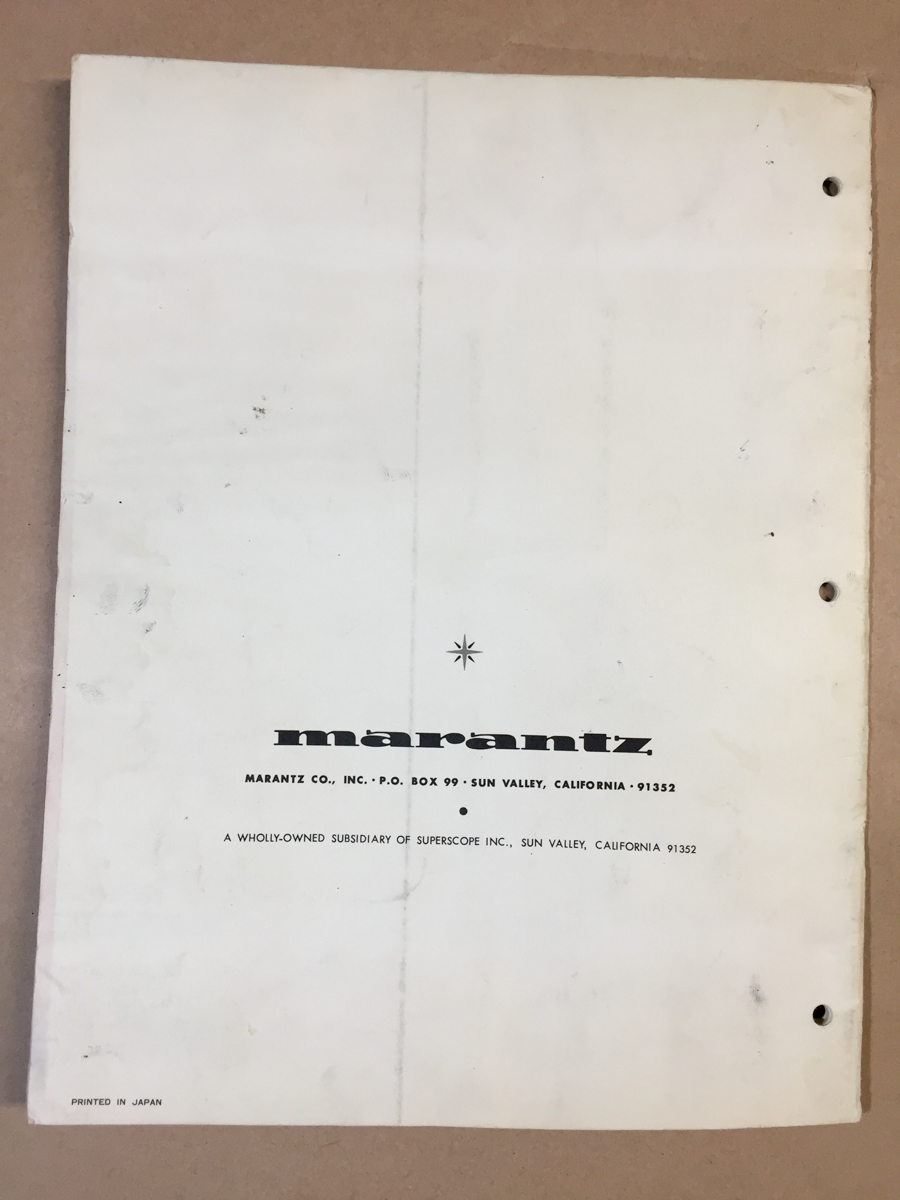 marantz
MARANTZ CO., INC. · P.O. BOX 99 · SUN VALLEY, CALIFORNIA · 91352
A WHOLLY-OWNED SUBSIDIARY OF SUPERSCOPE INC., SUN VALLEY, CALIFORNIA 91352
PRINTED IN JAPAN